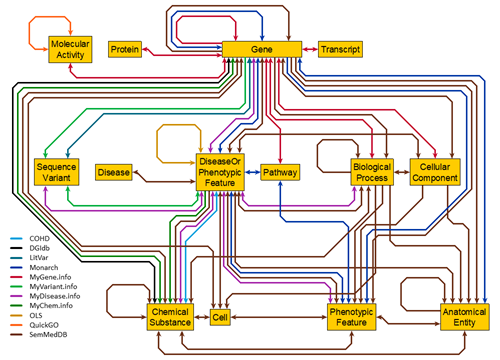 Molecular
Activity
Protein
Gene
Transcript
Sequence
Variant
Disease
DiseaseOr
Phenotypic
Feature
Pathway
Biological
Process
Cellular
Component
COHD
DGIdb
LitVar
Monarch
MyGene.info
MyVariant.info
MyDisease.info
MyChem.info
OLS
QuickGO
SemMedDB
Chemical
Substance
Cell
Phenotypic
Feature
Anatomical
Entity